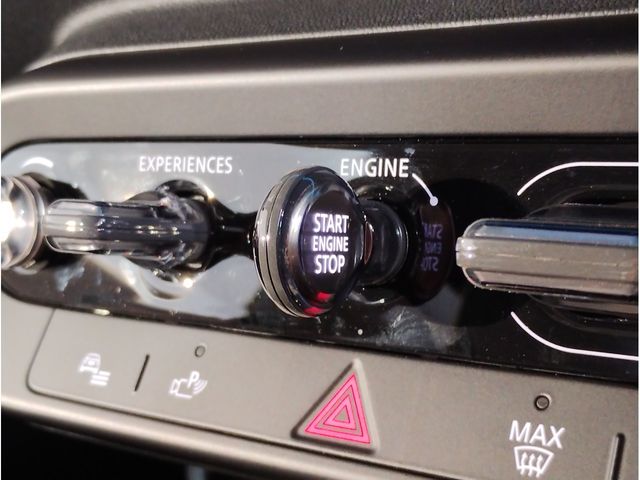 EXPERIENCES
ENGINE
START
ENGINE
STOP
P
MAX